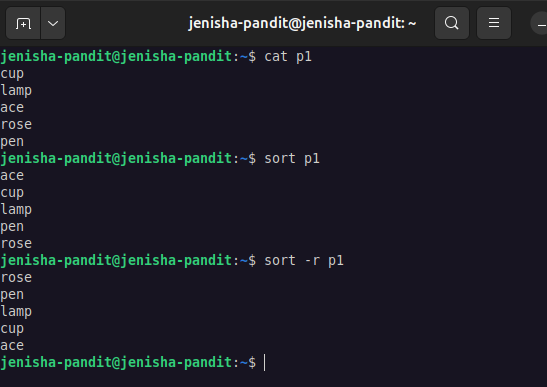 jenisha-pandit@jenisha-pandit: ~
jenisha-pandit@jenisha-pandit:~$ cat p1
cup
lamp
ace
rose
pen
jenisha-pandit@jenisha-pandit:~$ sort p1
ace
cup
lamp
pen
rose
jenisha-pandit@jenisha-pandit:~$ sort -r p1
rose
pen
lamp
cup
ace
jenisha-pandit@jenisha-pandit:~$